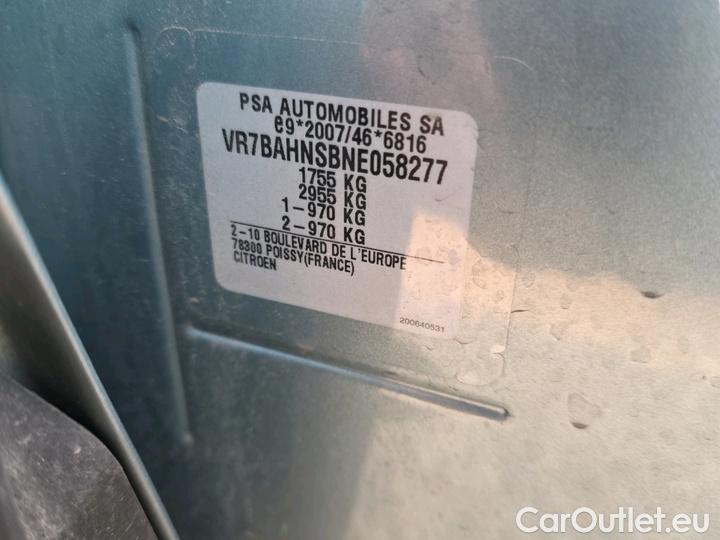 PSA AUTOMOBILES SA
e9*2007/46*6816
VR7BAHNSBNE058277
1755 KG
2955 KG
1-970 KG
2-970 KG
2-10 BOULEVARD DE L'EUROPE
78300 POISSY(FRANCE)
CITROEN
200640531
CarOutlet.eu